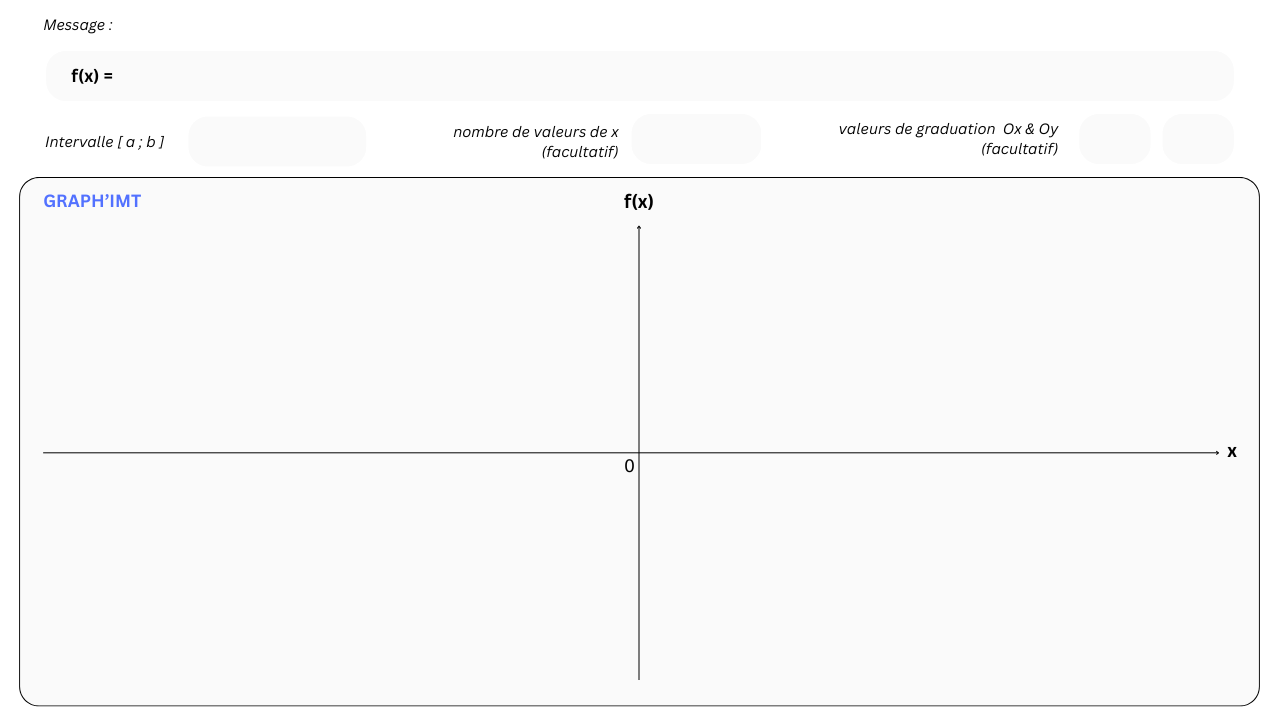 Message :
f(x) =
Intervalle [ a ; b ]
nombre de valeurs de x
(facultatif)
valeurs de graduation  Ox & Oy
(facultatif)
GRAPH’IMT
f(x)
x
0